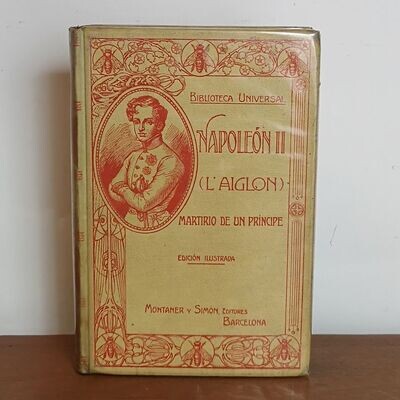 Biblioteca Universal
Napoleón II
(L'Aiglon)
Martirio de un Príncipe
Edición Ilustrada
Montaner y Simón, Editores
Barcelona